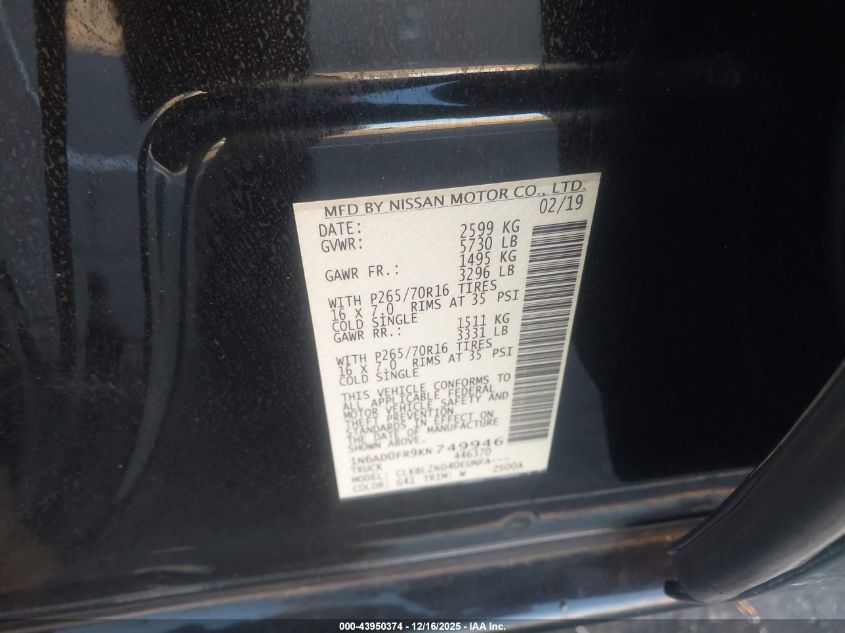 MFD BY NISSAN MOTOR CO., LTD.
DATE: 02/19
GVWR: 2599 KG
5730 LB
GAWR FR.: 1495 KG
3296 LB
WITH P265/70R16 TIRES
16 X 7.0 RIMS AT 35 PSI
COLD SINGLE
GAWR RR.: 1511 KG
3331 LB
WITH P265/70R16 TIRES
16 X 7.0 RIMS AT 35 PSI
COLD SINGLE
THIS VEHICLE CONFORMS TO
ALL APPLICABLE FEDERAL
MOTOR VEHICLE SAFETY AND
THEFT PREVENTION
STANDARDS IN EFFECT ON
THE DATE OF MANUFACTURE
SHOWN ABOVE.
1N6AD0FR9KN749946
TRUCK 446170
MODEL: CLK8LZND40EUNFA---
COLOR: G41 TRIM: W 2500A
000-43950374 - 12/16/2025 - IAA Inc.